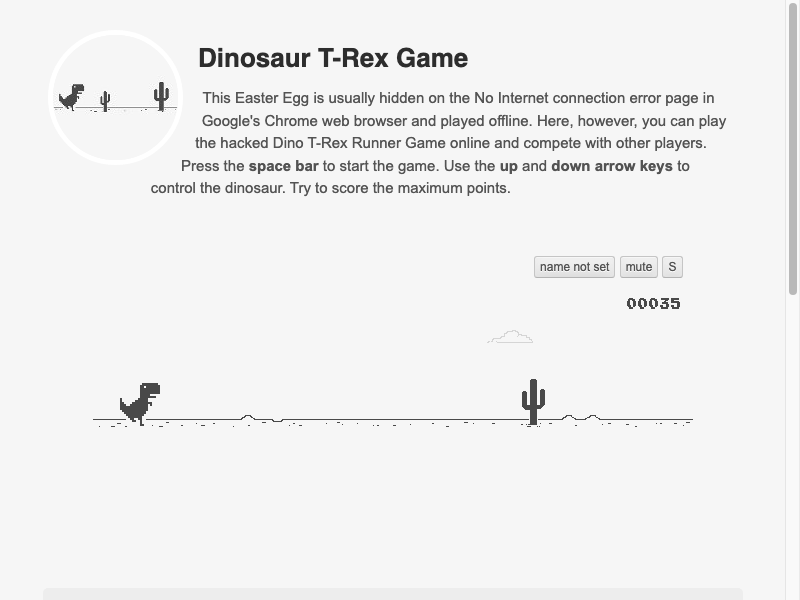 Dinosaur T-Rex Game
This Easter Egg is usually hidden on the No Internet connection error page in
Google's Chrome web browser and played offline. Here, however, you can play
the hacked Dino T-Rex Runner Game online and compete with other players.
Press the space bar to start the game. Use the up and down arrow keys to
control the dinosaur. Try to score the maximum points.
name not set mute S
00035